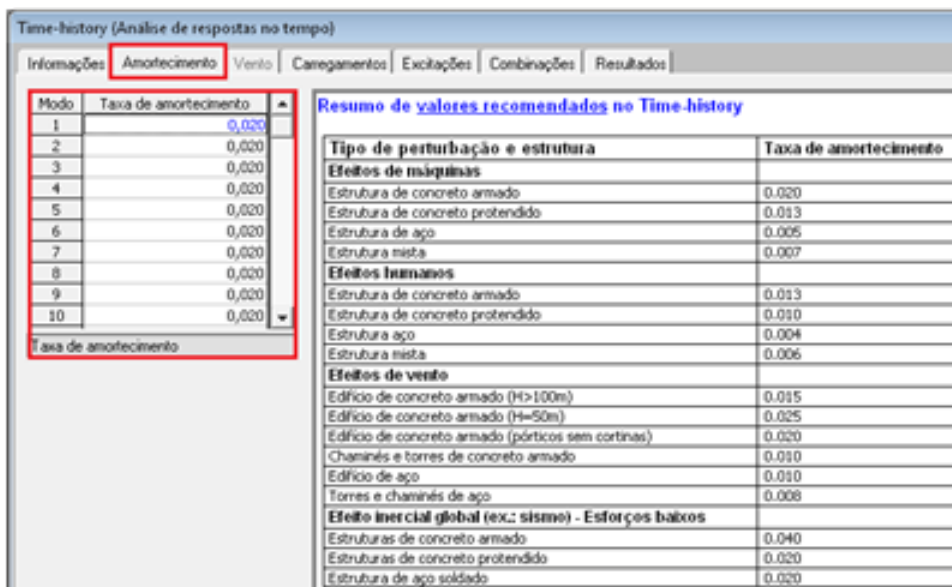 Time-history (Análise de respostas no tempo)
Informações Amortecimento Vento Carregamentos Excitações Combinações Resultados
Modo Taxa de amortecimento
1 0,020
2 0,020
3 0,020
4 0,020
5 0,020
6 0,020
7 0,020
8 0,020
9 0,020
10 0,020
Taxa de amortecimento
Resumo de valores recomendados no Time-history
Tipo de perturbação e estrutura Taxa de amortecimento
Efeitos de máquinas
Estrutura de concreto armado 0.020
Estrutura de concreto protendido 0.013
Estrutura de aço 0.005
Estrutura mista 0.007
Efeitos humanos
Estrutura de concreto armado 0.013
Estrutura de concreto protendido 0.010
Estrutura aço 0.004
Estrutura mista 0.006
Efeitos de vento
Edifício de concreto armado (H>100m) 0.015
Edifício de concreto armado (H=50m) 0.025
Edifício de concreto armado (pórticos sem cortinas) 0.020
Chaminés e torres de concreto armado 0.010
Edifício de aço 0.010
Torres e chaminés de aço 0.008
Efeito inercial global (ex.: sismo) - Esforços baixos
Estruturas de concreto armado 0.040
Estruturas de concreto protendido 0.020
Estrutura de aço soldado 0.020